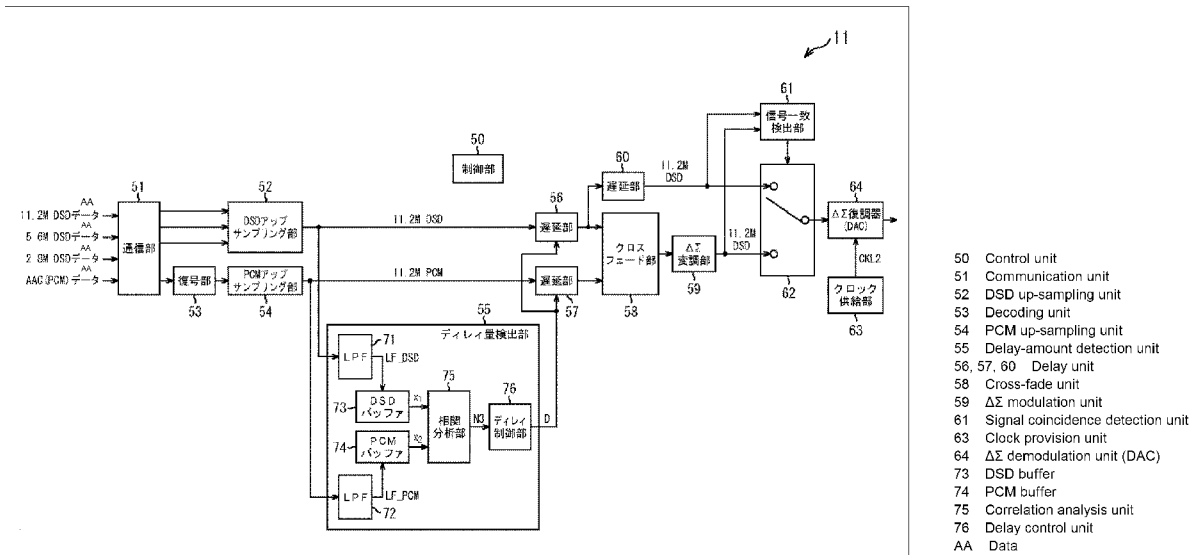 11
61
信号一致
検出部
50
制御部
60
遅延部
11.2M
DSD
51
通信部
AA
11.2M DSDデータ
AA
5.6M DSDデータ
AA
2.8M DSDデータ
AA
AAC(PCM)データ
52
DSDアップ
サンプリング部
11.2M DSD
56
遅延部
クロス
フェード部
58
ΔΣ
変調部
59
11.2M
DSD
62
64
ΔΣ復調器
(DAC)
CKL2
クロック
供給部
63
復号部
53
PCMアップ
サンプリング部
54
11.2M PCM
遅延部
57
55
ディレイ量検出部
71
LPF
LF_DSD
73
DSD
バッファ
X1
74
PCM
バッファ
X2
75
相関
分析部
N3
76
ディレイ
制御部
D
LPF
LF_PCM
72
50 Control unit
51 Communication unit
52 DSD up-sampling unit
53 Decoding unit
54 PCM up-sampling unit
55 Delay-amount detection unit
56, 57, 60 Delay unit
58 Cross-fade unit
59 ΔΣ modulation unit
61 Signal coincidence detection unit
63 Clock provision unit
64 ΔΣ demodulation unit (DAC)
73 DSD buffer
74 PCM buffer
75 Correlation analysis unit
76 Delay control unit
AA Data